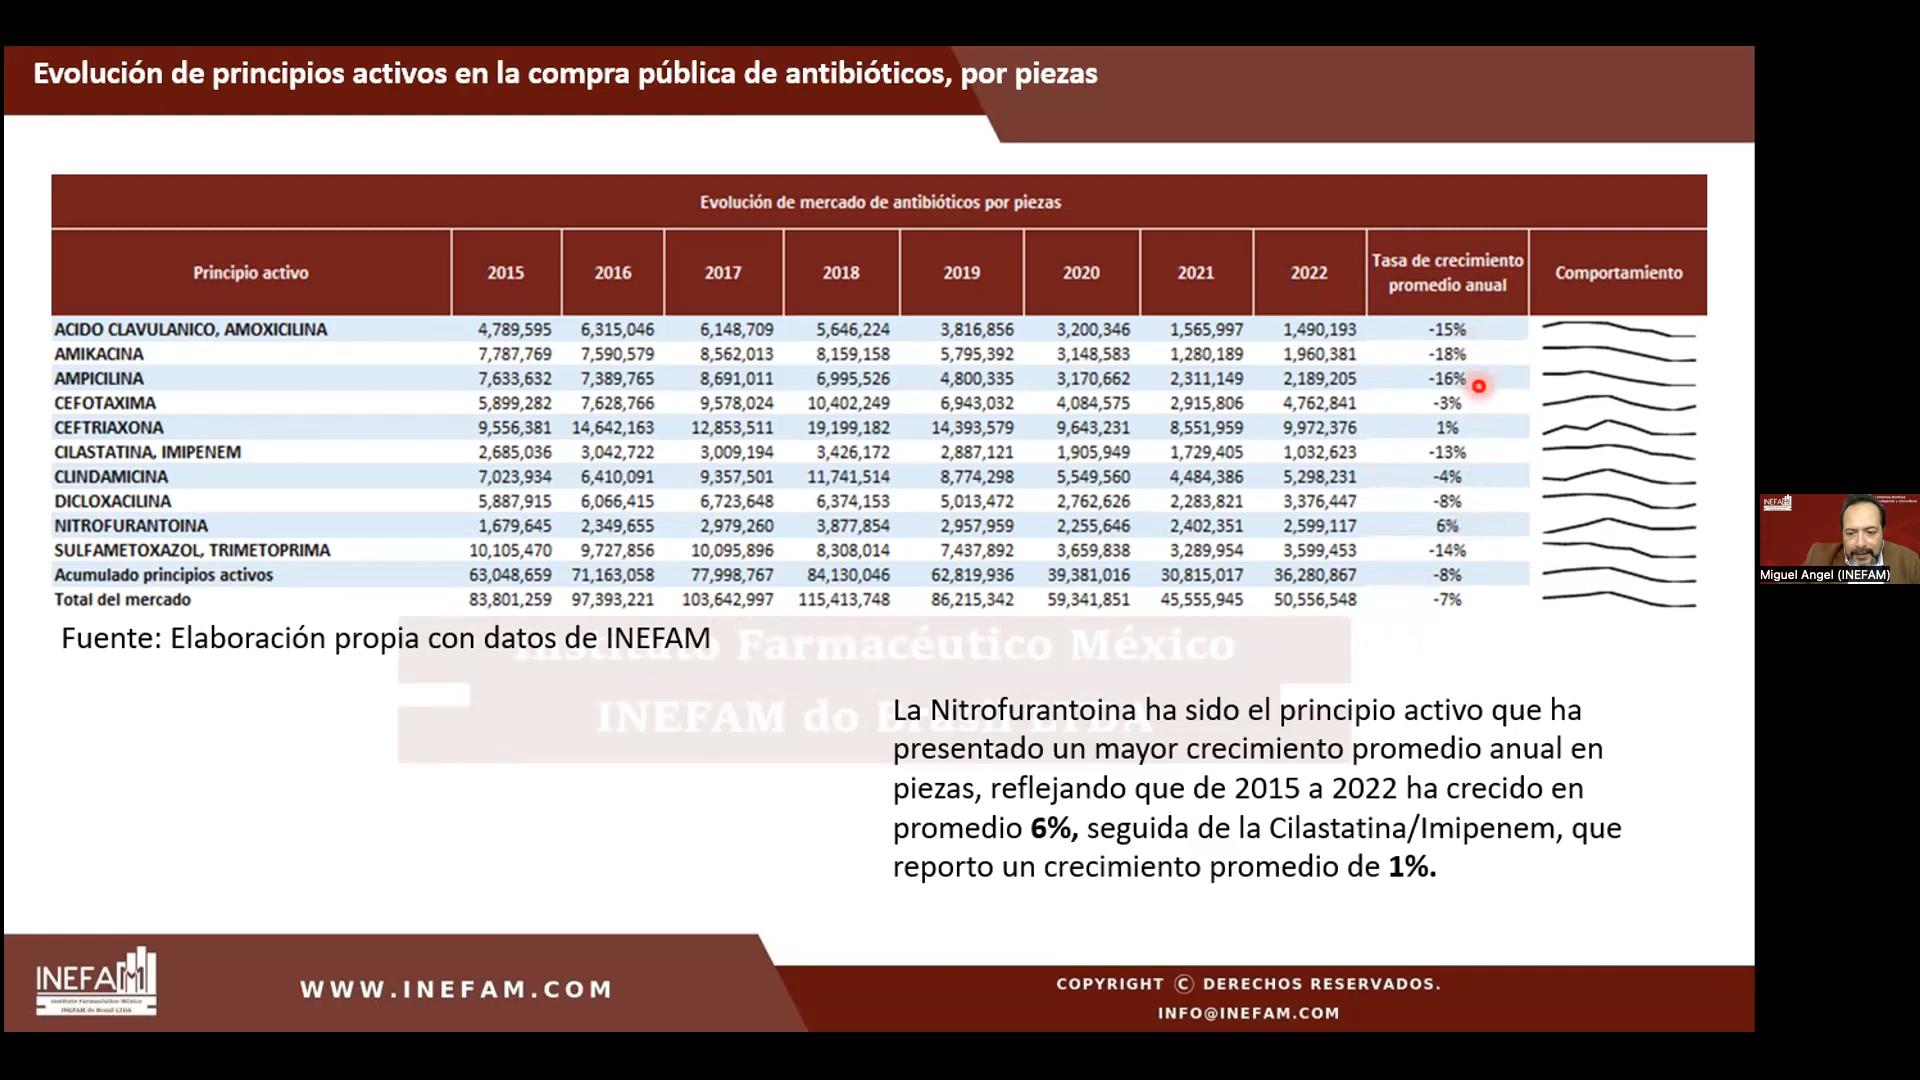 Evolución de principios activos en la compra pública de antibióticos, por piezas
Evolución de mercado de antibióticos por piezas
Principio activo 2015 2016 2017 2018 2019 2020 2021 2022 Tasa de crecimiento promedio anual Comportamiento
ACIDO CLAVULANICO, AMOXICILINA 4,789,595 6,315,046 6,148,709 5,646,224 3,816,856 3,200,346 1,565,997 1,490,193 -15%
AMIKACINA 7,787,769 7,590,579 8,562,013 8,159,158 5,795,392 3,148,583 1,280,189 1,960,381 -18%
AMPICILINA 7,633,632 7,389,765 8,691,011 6,995,526 4,800,335 3,170,662 2,311,149 2,189,205 -16%
CEFOTAXIMA 5,899,282 7,628,766 9,578,024 10,402,249 6,943,032 4,084,575 2,915,806 4,762,841 -3%
CEFTRIAXONA 9,556,381 14,642,163 12,853,511 19,199,182 14,393,579 9,643,231 8,551,959 9,972,376 1%
CILASTATINA, IMIPENEM 2,685,036 3,042,722 3,009,194 3,426,172 2,887,121 1,905,949 1,729,405 1,032,623 -13%
CLINDAMICINA 7,023,934 6,410,091 9,357,501 11,741,514 8,774,298 5,549,560 4,484,386 5,298,231 -4%
DICLOXACILINA 5,887,915 6,066,415 6,723,648 6,374,153 5,013,472 2,762,626 2,283,821 3,376,447 -8%
NITROFURANTOINA 1,679,645 2,349,655 2,979,260 3,877,854 2,957,959 2,255,646 2,402,351 2,599,117 6%
SULFAMETOXAZOL, TRIMETOPRIMA 10,105,470 9,727,856 10,095,896 8,308,014 7,437,892 3,659,838 3,289,954 3,599,453 -14%
Acumulado principios activos 63,048,659 71,163,058 77,998,767 84,130,046 62,819,936 39,381,016 30,815,017 36,280,867 -8%
Total del mercado 83,801,259 97,393,221 103,642,997 115,413,748 86,215,342 59,341,851 45,555,945 50,556,548 -7%
Fuente: Elaboración propia con datos de INEFAM
Instituto Farmacéutico México
INEFAM do Brasil LTDA
La Nitrofurantoina ha sido el principio activo que ha
presentado un mayor crecimiento promedio anual en
piezas, reflejando que de 2015 a 2022 ha crecido en
promedio 6%, seguida de la Cilastatina/Imipenem, que
reporto un crecimiento promedio de 1%.
INEFAM
Miguel Angel (INEFAM)
INEFAM
Instituto Farmacéutico México
INEFAM do Brasil LTDA
WWW.INEFAM.COM
COPYRIGHT © DERECHOS RESERVADOS.
INFO@INEFAM.COM